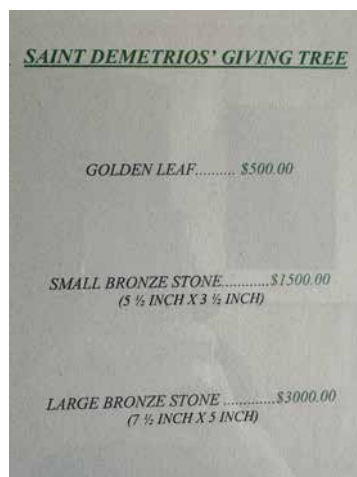 SAINT DEMETRIOS' GIVING TREE
GOLDEN LEAF.......... $500.00
SMALL BRONZE STONE............$1500.00
(5 ½ INCH X 3 ½ INCH)
LARGE BRONZE STONE .............$3000.00
(7 ½ INCH X 5 INCH)